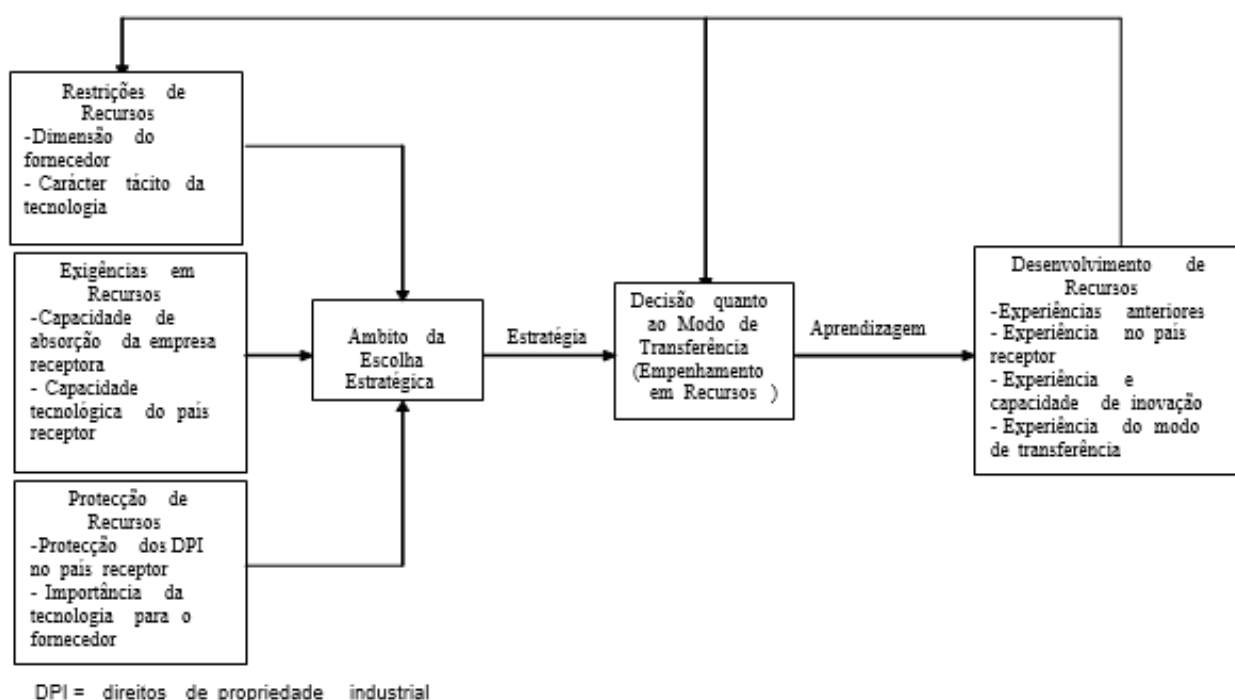 Restrições de
Recursos
-Dimensão do
fornecedor
- Carácter tácito da
tecnologia
Exigências em
Recursos
-Capacidade de
absorção da empresa
receptora
- Capacidade
tecnológica do país
receptor
Protecção de
Recursos
-Protecção dos DPI
no país receptor
- Importância da
tecnologia para o
fornecedor
Ambito da
Escolha
Estratégica
Estratégia
Decisão quanto
ao Modo de
Transferência
(Empenhamento
em Recursos )
Aprendizagem
Desenvolvimento de
Recursos
-Experiências anteriores
- Experiência no país
receptor
- Experiência e
capacidade de inovação
- Experiência do modo
de transferência
DPI = direitos de propriedade industrial